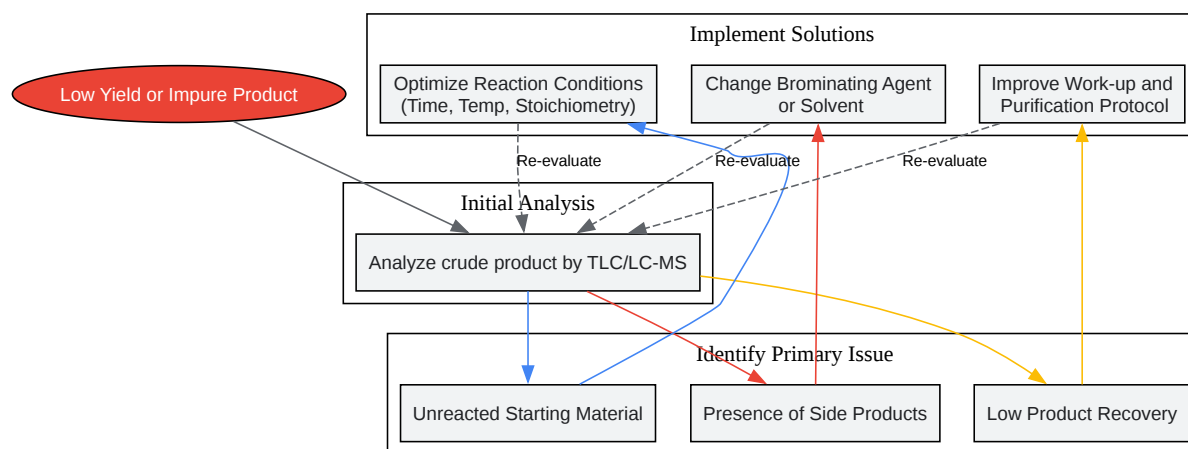 Implement Solutions
Low Yield or Impure Product
Optimize Reaction Conditions
(Time, Temp, Stoichiometry)
Change Brominating Agent
or Solvent
Improve Work-up and
Purification Protocol
Re-evaluate
Re-evaluate
Re-evaluate
Initial Analysis
Analyze crude product by TLC/LC-MS
Identify Primary Issue
Unreacted Starting Material
Presence of Side Products
Low Product Recovery